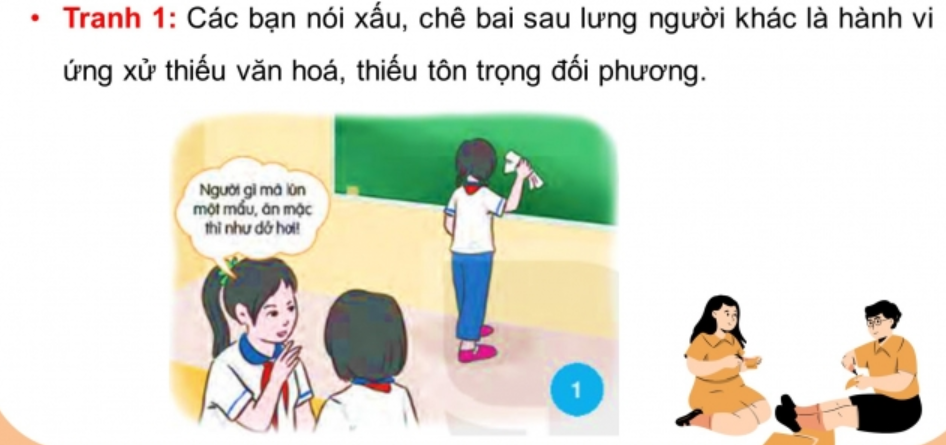 • Tranh 1: Các bạn nói xấu, chê bai sau lưng người khác là hành vi
ứng xử thiếu văn hoá, thiếu tôn trọng đối phương.
Người gì mà lùn
một mẩu, ăn mặc
thì như dở hơi!
1